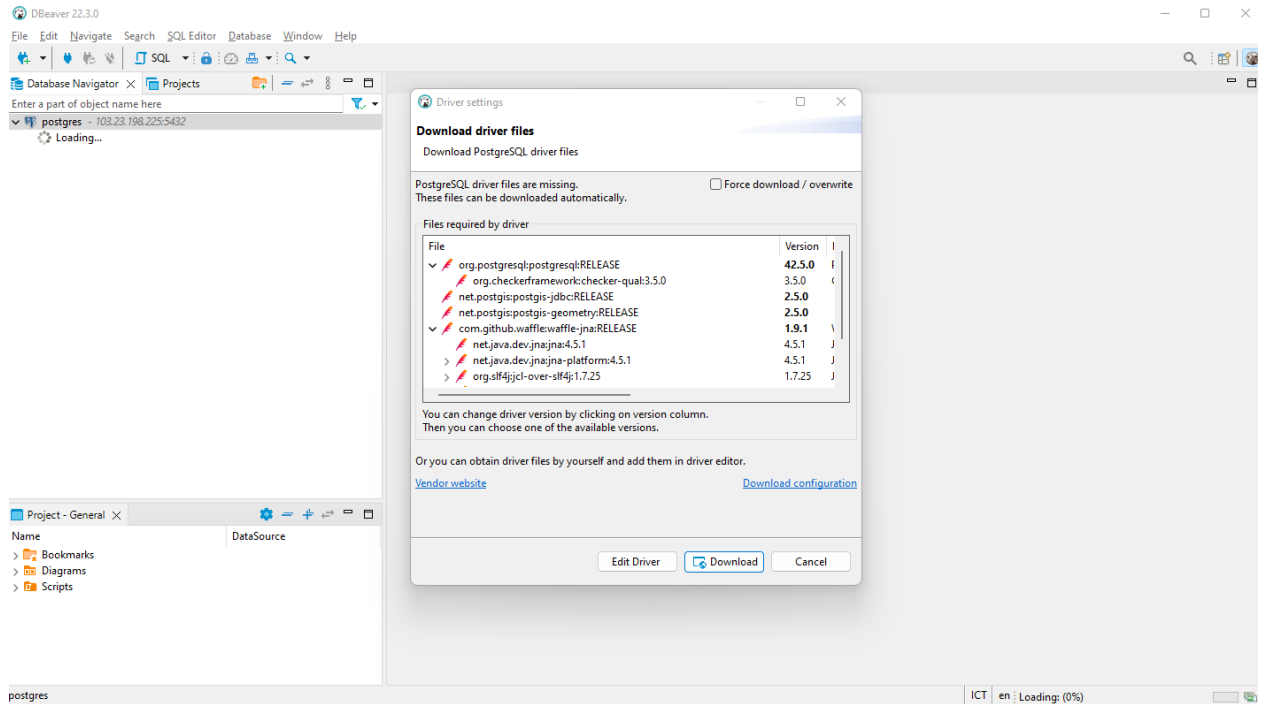 DBeaver 22.3.0
File Edit Navigate Search SQL Editor Database Window Help
SQL
Database Navigator Projects
Enter a part of object name here
postgres - 103.23.198.225:5432
Loading...
Project - General
Name DataSource
Bookmarks
Diagrams
Scripts
Driver settings
Download driver files
Download PostgreSQL driver files
PostgreSQL driver files are missing. Force download / overwrite
These files can be downloaded automatically.
Files required by driver
File Version
org.postgresql:postgresql:RELEASE 42.5.0
org.checkerframework:checker-qual:3.5.0 3.5.0
net.postgis:postgis-jdbc:RELEASE 2.5.0
net.postgis:postgis-geometry:RELEASE 2.5.0
com.github.waffle:waffle-jna:RELEASE 1.9.1
net.java.dev.jna:jna:4.5.1 4.5.1
net.java.dev.jna:jna-platform:4.5.1 4.5.1
org.slf4j:jcl-over-slf4j:1.7.25 1.7.25
You can change driver version by clicking on version column.
Then you can choose one of the available versions.
Or you can obtain driver files by yourself and add them in driver editor.
Vendor website Download configuration
Edit Driver Download Cancel
postgres ICT en Loading: (0%)